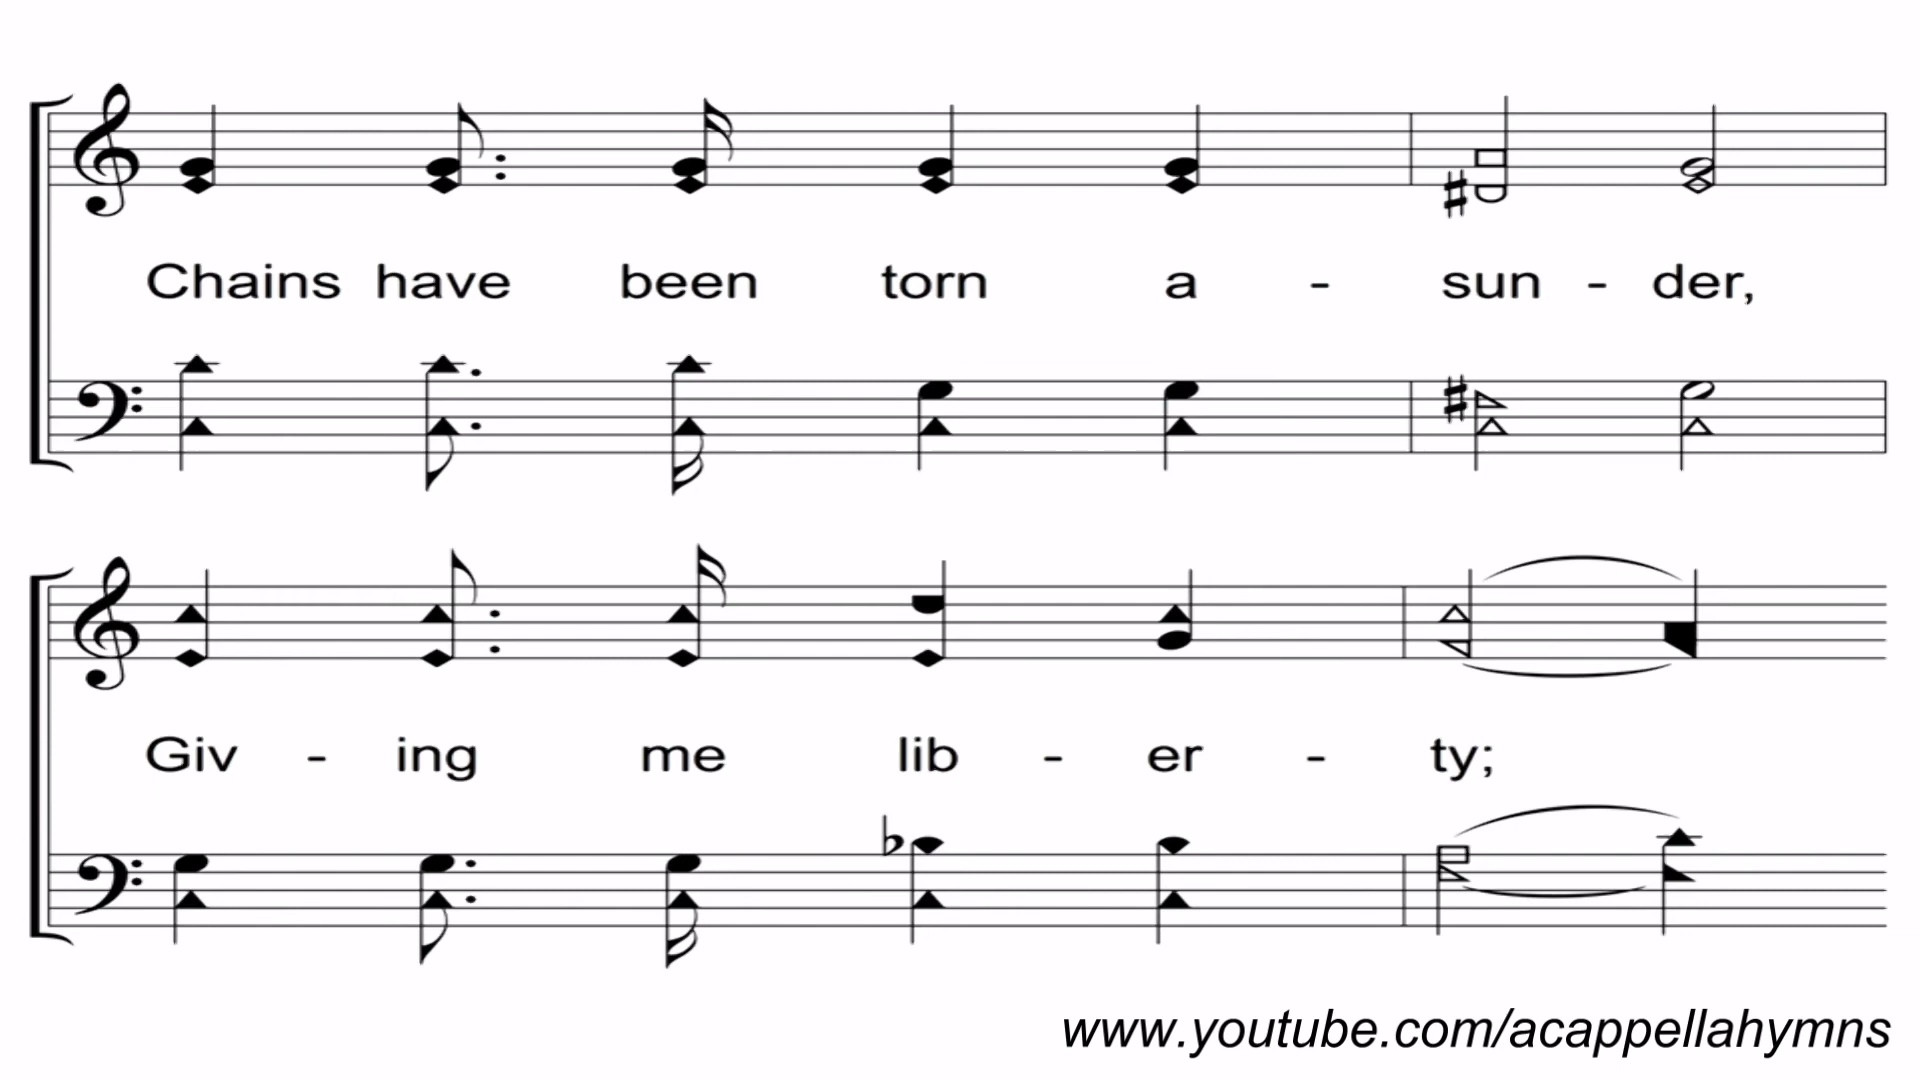 Chains have been torn a - sun - der,
Giv - ing me lib - er - ty;
www.youtube.com/acappellahymns